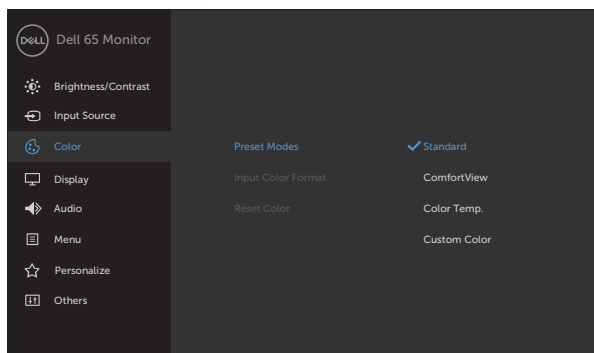 DELL Dell 65 Monitor
Brightness/Contrast
Input Source
Color Preset Modes Standard
Display Input Color Format ComfortView
Audio Reset Color Color Temp.
Menu Custom Color
Personalize
Others